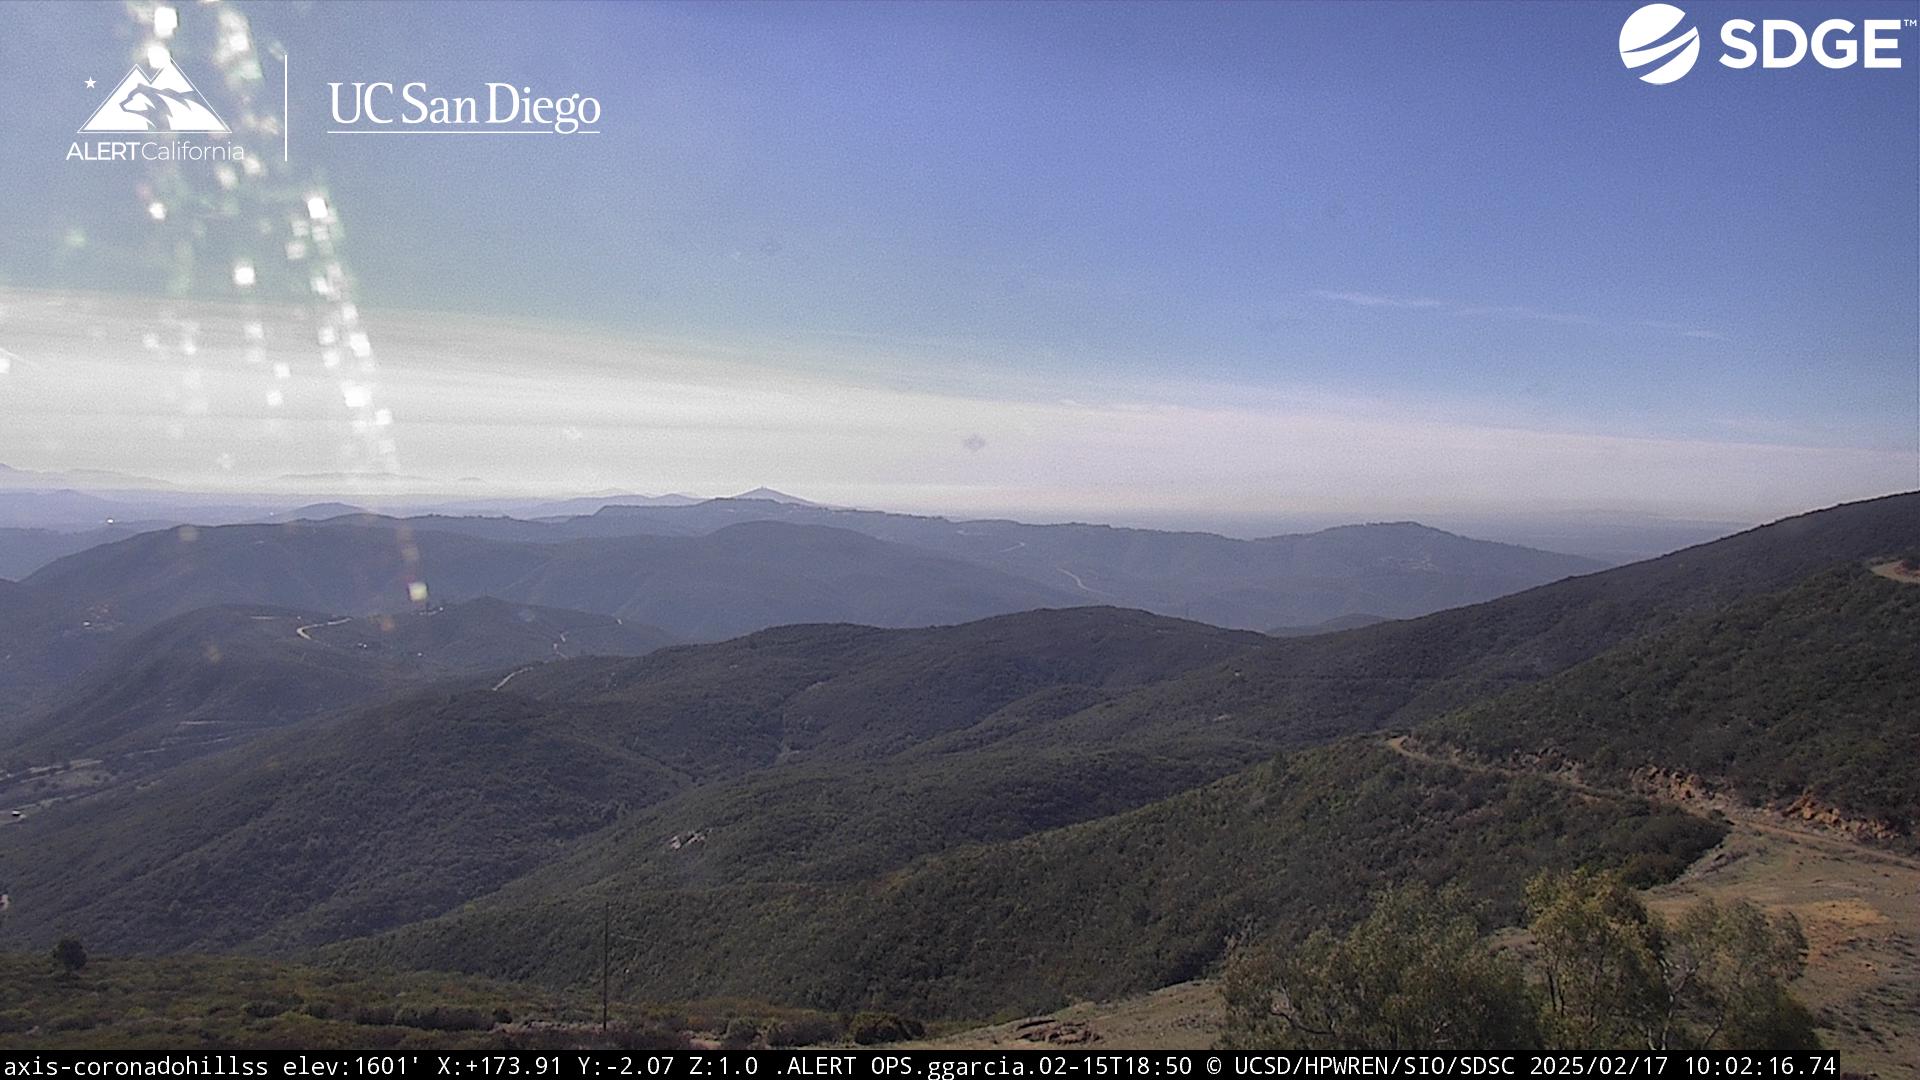 SDGE™
UC San Diego
ALERTCalifornia
axis-coronadohillss elev:1601' X:+173.91 Y:-2.07 Z:1.0 .ALERT OPS.ggarcia.02-15T18:50 © UCSD/HPWREN/SIO/SDSC 2025/02/17 10:02:16.74